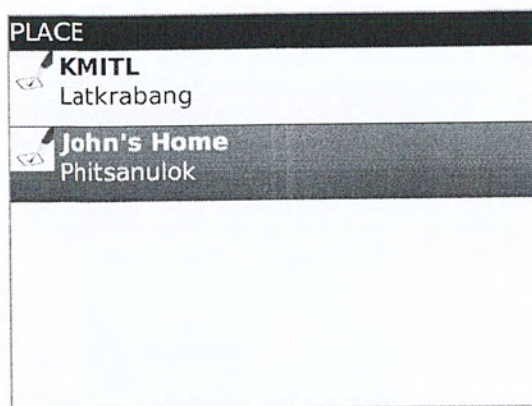 PLACE
KMITL
Latkrabang
John's Home
Phitsanulok